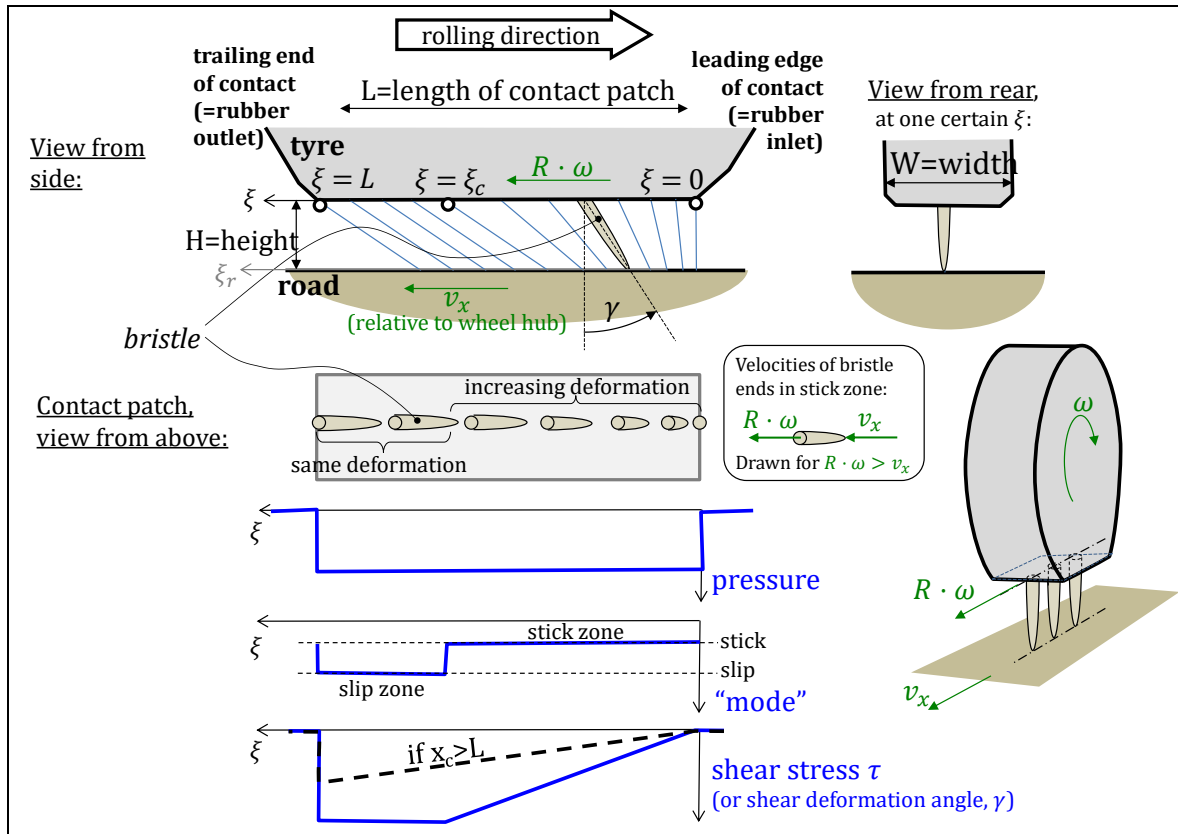 rolling direction
trailing end
of contact
(=rubber
outlet)
L=length of contact patch
leading edge
of contact
(=rubber
inlet)
View from rear,
at one certain ξ:
View from
side:
tyre
ξ = L
ξ = ξc
R · ω
ξ = 0
W=width
ξ
H=height
ξr
road
vx
(relative to wheel hub)
γ
bristle
Contact patch,
view from above:
increasing deformation
same deformation
Velocities of bristle
ends in stick zone:
R · ω
vx
Drawn for R · ω > vx
ω
ξ
pressure
R · ω
vx
ξ
stick zone
stick
slip
slip zone
“mode”
ξ
if xc>L
shear stress τ
(or shear deformation angle, γ)